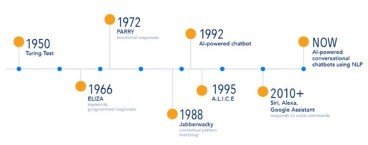 1950
Turing Test
1966
ELIZA
keywords,
programmed responses
1972
PARRY
emotional responses
1988
Jabberwacky
contextual pattern
matching
1992
AI-powered chatbot
1995
A.L.I.C.E
2010+
Siri, Alexa,
Google Assistant
responds to voice commands
NOW
AI-powered
conversational
chatbots using NLP